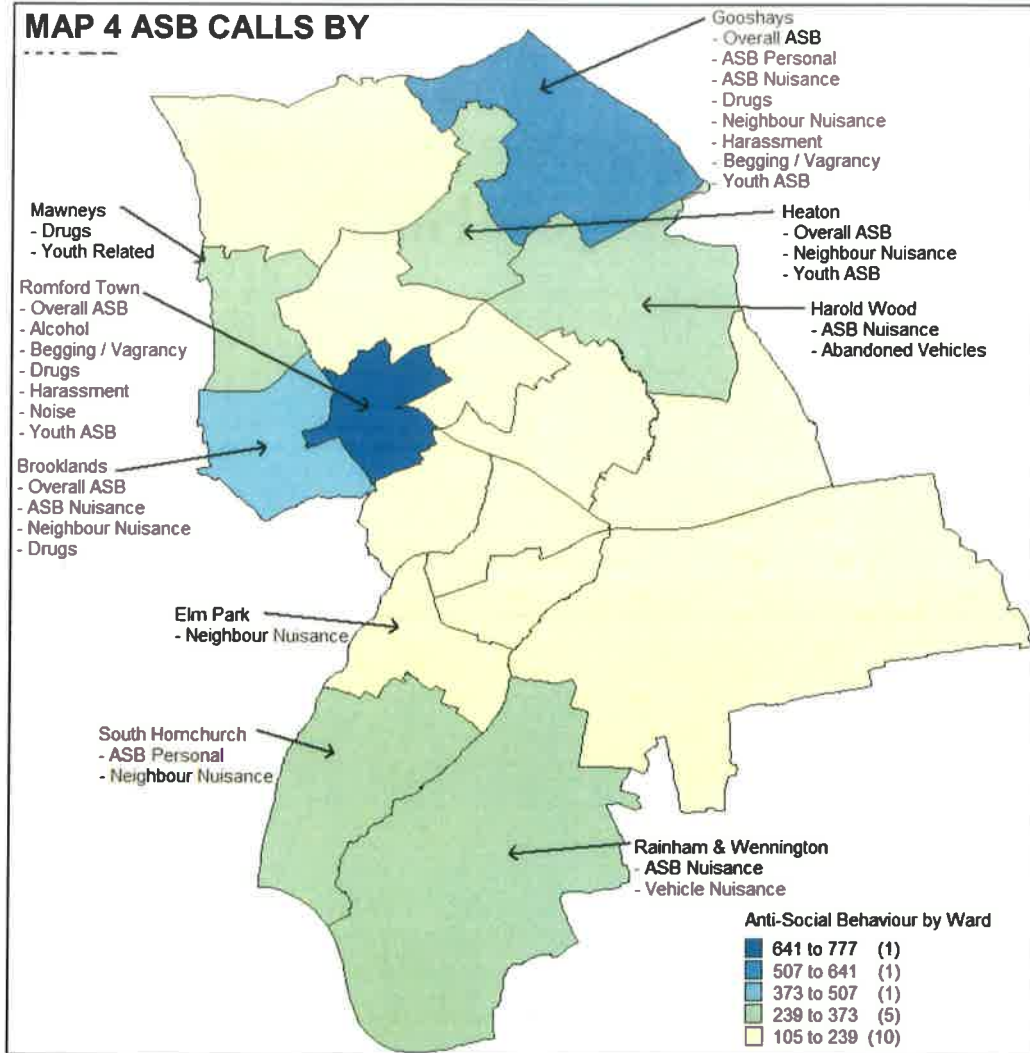 MAP 4 ASB CALLS BY
Gooshays
- Overall ASB
- ASB Personal
- ASB Nuisance
- Drugs
- Neighbour Nuisance
- Harassment
- Begging / Vagrancy
- Youth ASB
Mawneys
- Drugs
- Youth Related
Heaton
- Overall ASB
- Neighbour Nuisance
- Youth ASB
Romford Town
- Overall ASB
- Alcohol
- Begging / Vagrancy
- Drugs
- Harassment
- Noise
- Youth ASB
Harold Wood
- ASB Nuisance
- Abandoned Vehicles
Brooklands
- Overall ASB
- ASB Nuisance
- Neighbour Nuisance
- Drugs
Elm Park
- Neighbour Nuisance
South Hornchurch
- ASB Personal
- Neighbour Nuisance
Rainham & Wennington
- ASB Nuisance
- Vehicle Nuisance
Anti-Social Behaviour by Ward
641 to 777 (1)
507 to 641 (1)
373 to 507 (1)
239 to 373 (5)
105 to 239 (10)